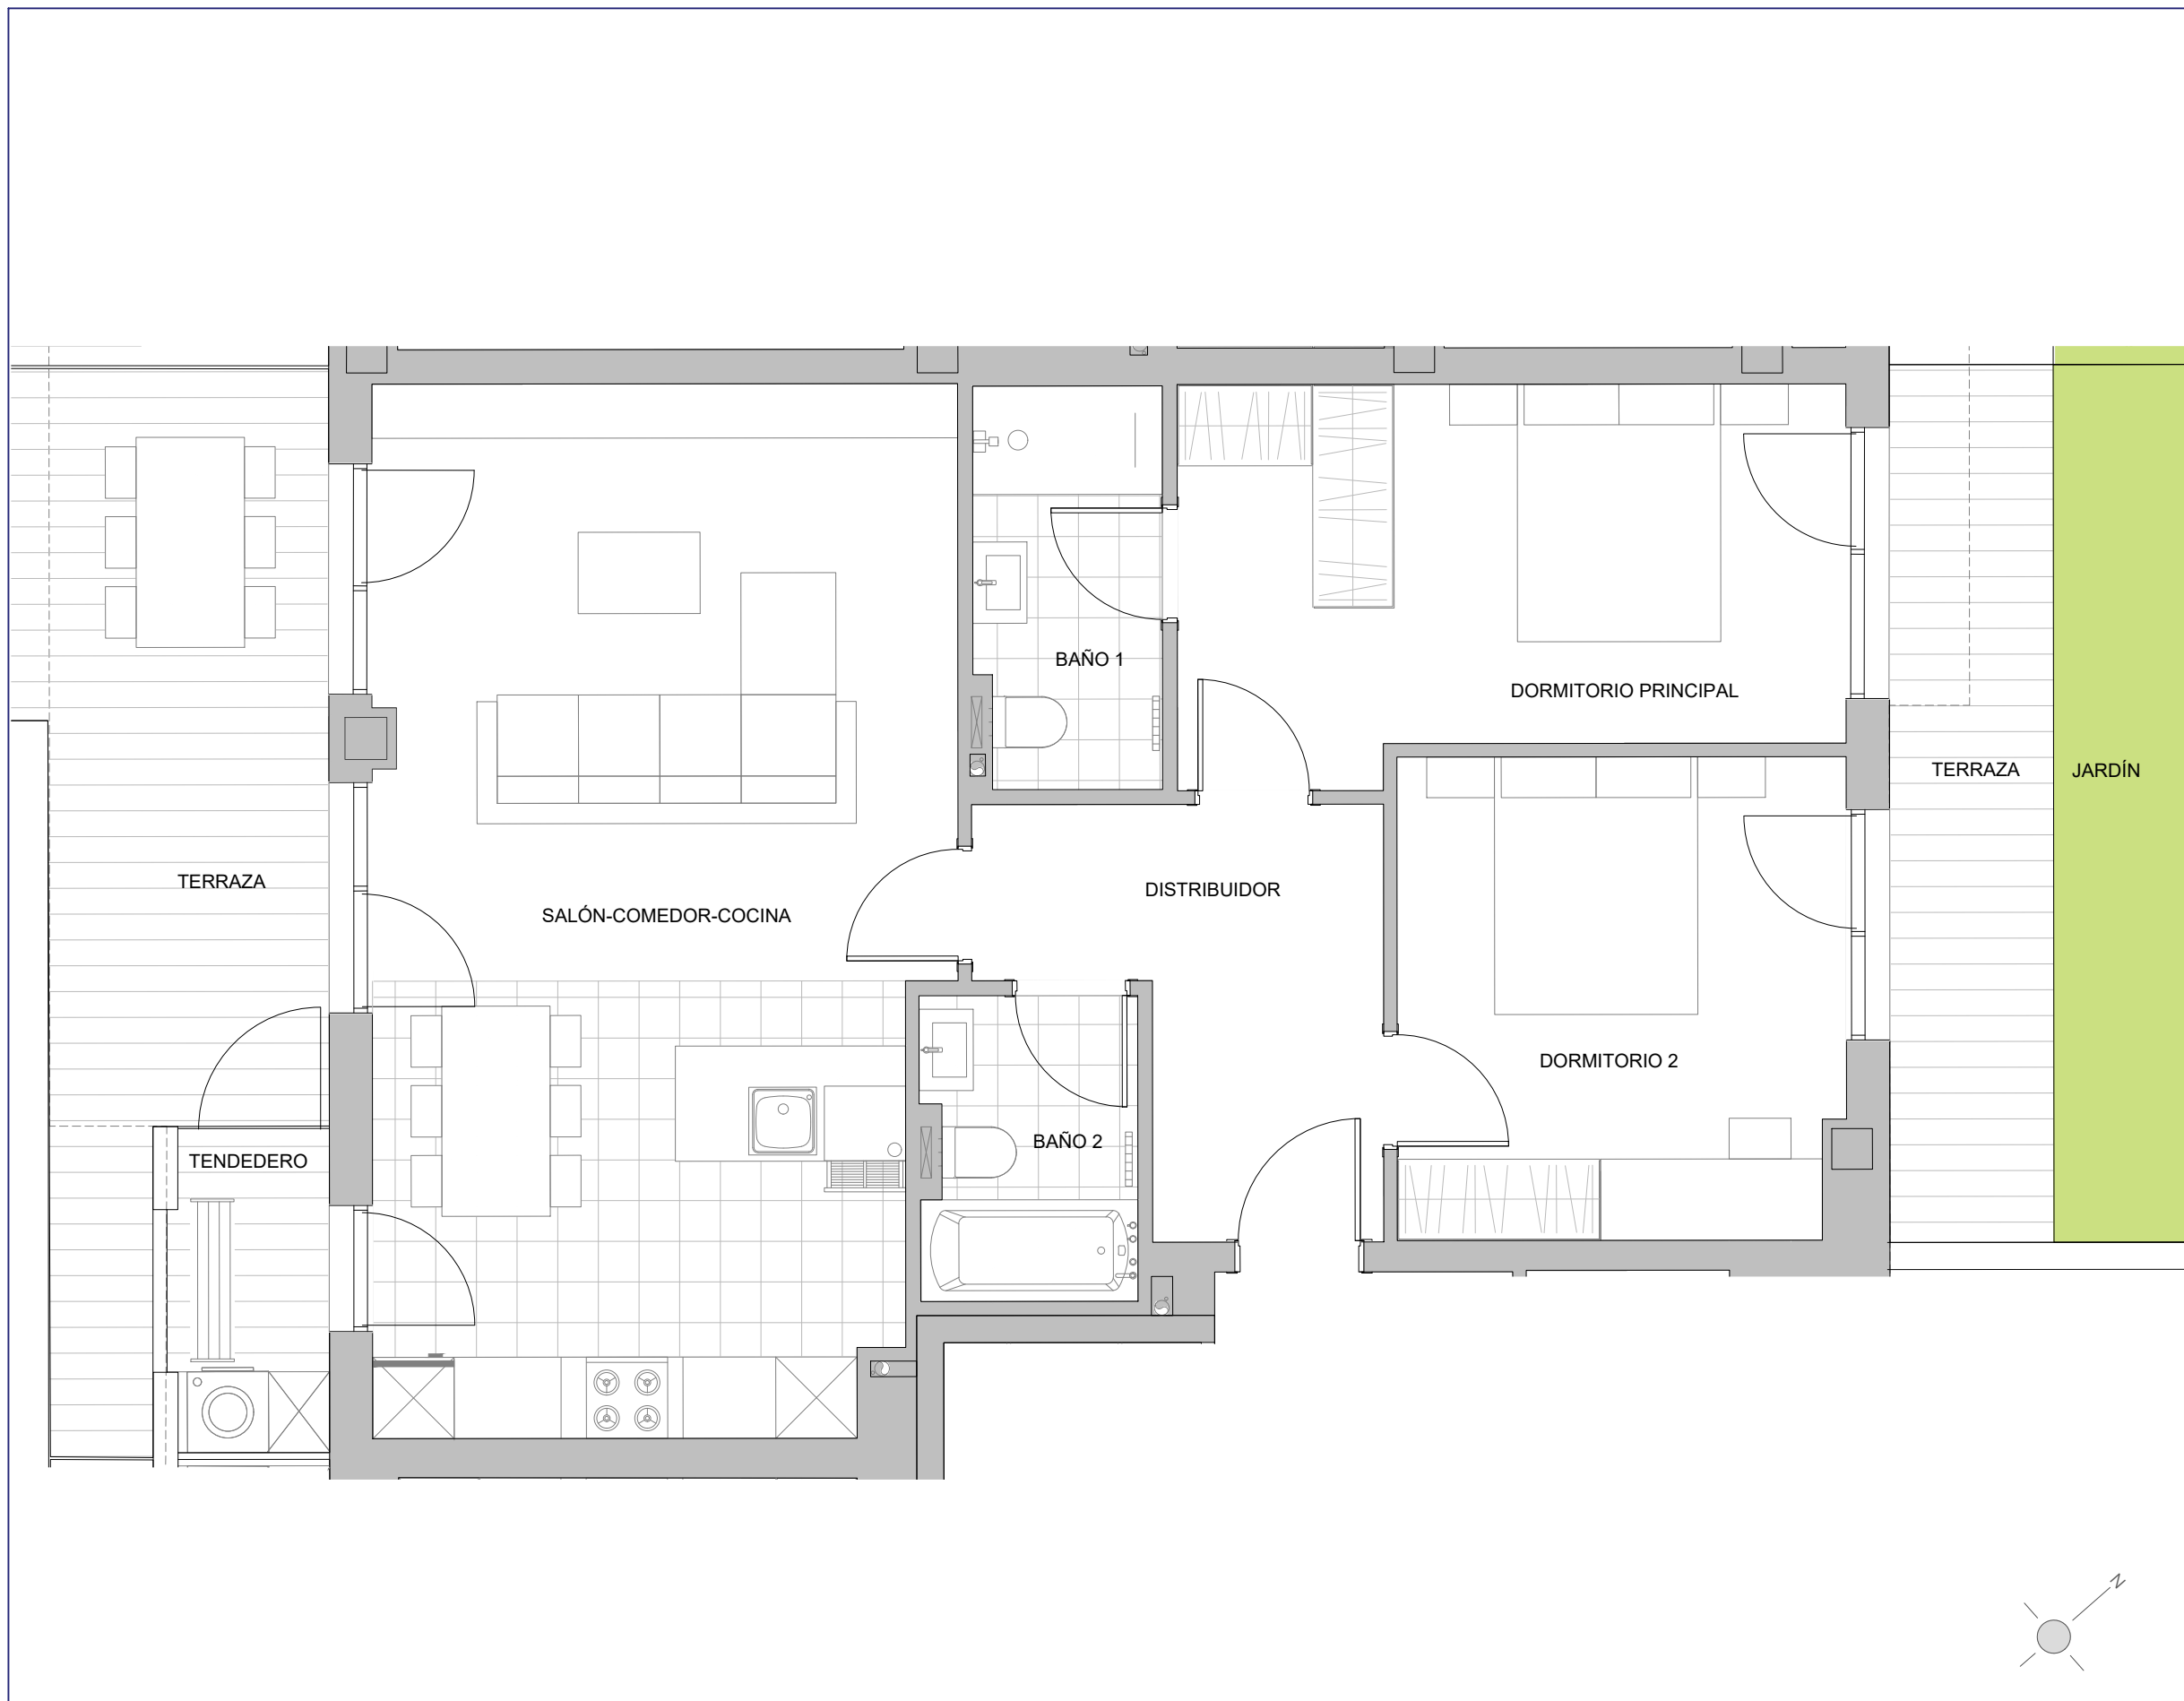 BAÑO 1
DORMITORIO PRINCIPAL
TERRAZA
JARDÍN
TERRAZA
DISTRIBUIDOR
SALÓN-COMEDOR-COCINA
DORMITORIO 2
BAÑO 2
TENDEDERO
N